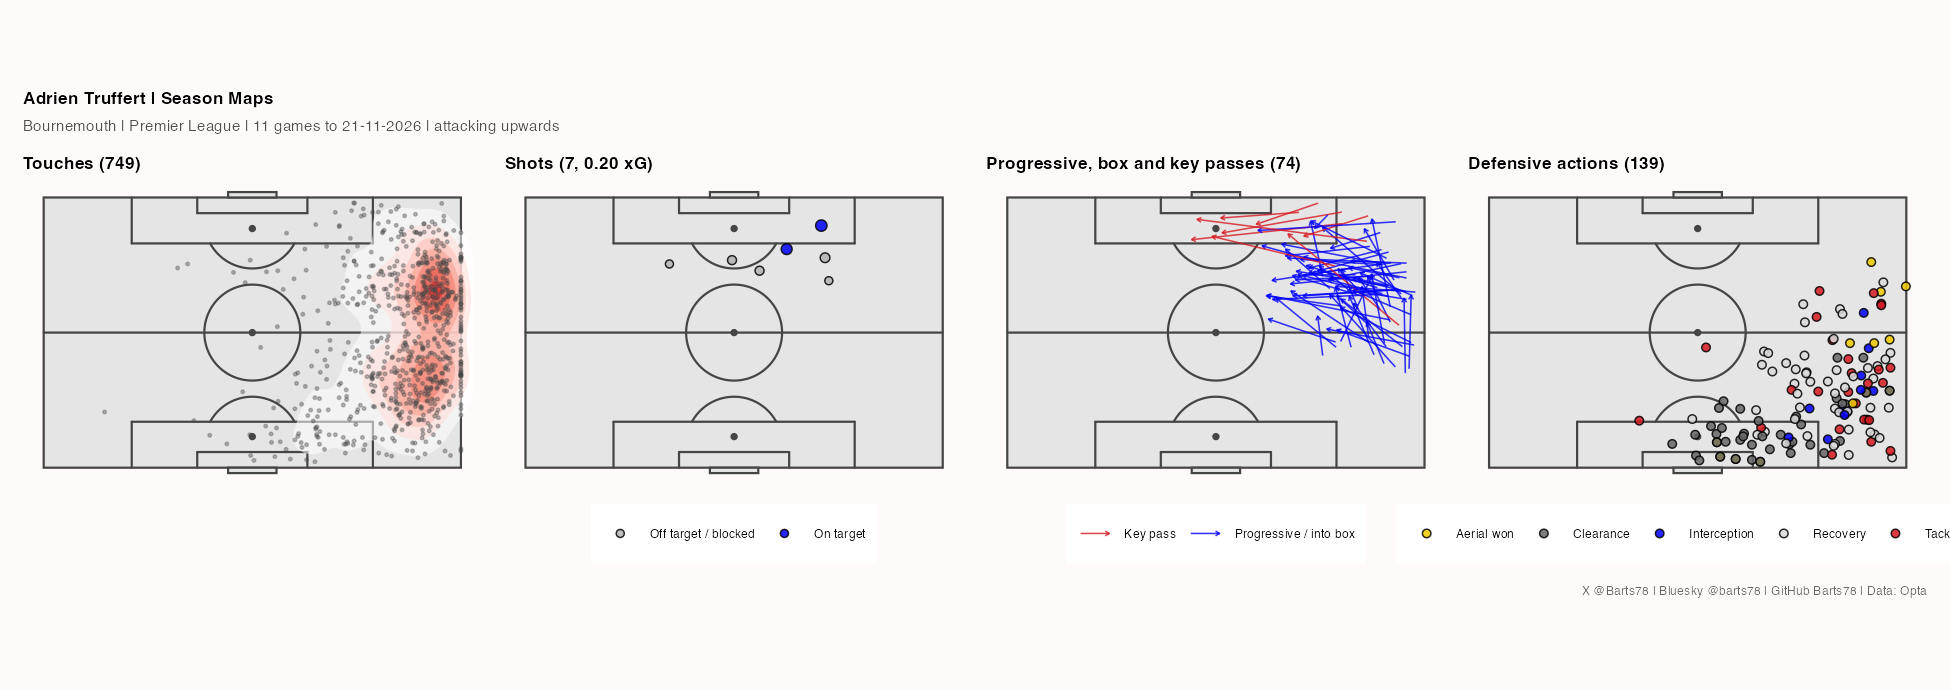 Adrien Truffert | Season Maps
Bournemouth | Premier League | 11 games to 21-11-2026 | attacking upwards
Touches (749)
Shots (7, 0.20 xG)
Progressive, box and key passes (74)
Defensive actions (139)
Off target / blocked
On target
Key pass
Progressive / into box
Aerial won
Clearance
Interception
Recovery
Tack
X @Barts78 | Bluesky @barts78 | GitHub Barts78 | Data: Opta